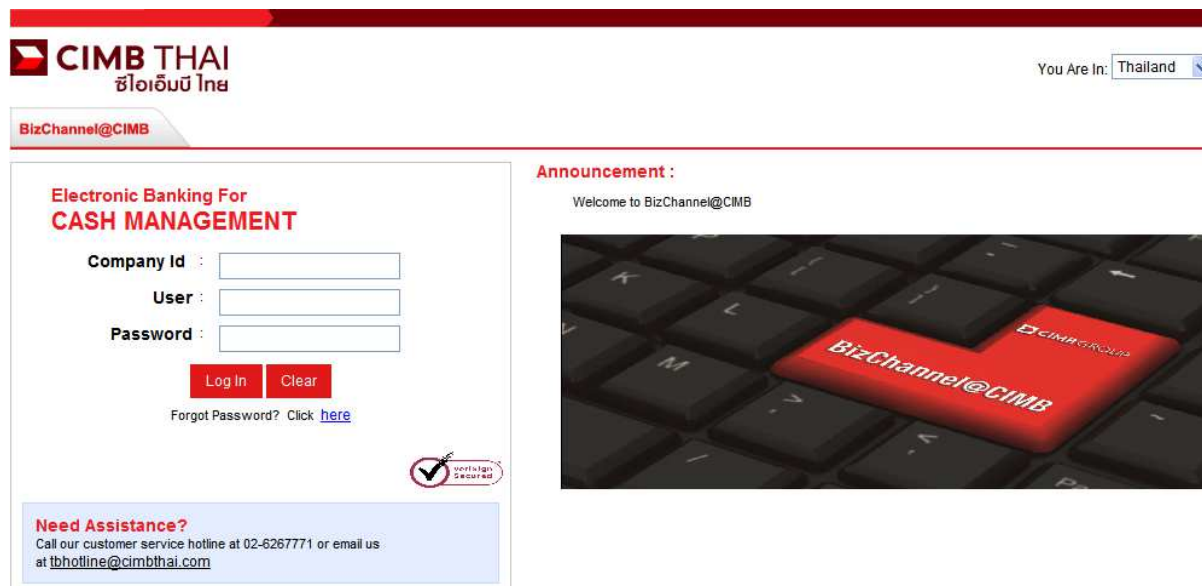 CIMB THAI
ซีไอเอ็มบี ไทย
You Are In: Thailand
BizChannel@CIMB
Electronic Banking For
CASH MANAGEMENT
Company Id :
User :
Password :
Log In Clear
Forgot Password? Click here
verisign
Secured
Need Assistance?
Call our customer service hotline at 02-6267771 or email us
at tbhotline@cimbthai.com
Announcement :
Welcome to BizChannel@CIMB
K
L
M
CIMBGROUP
BizChannel@CIMB